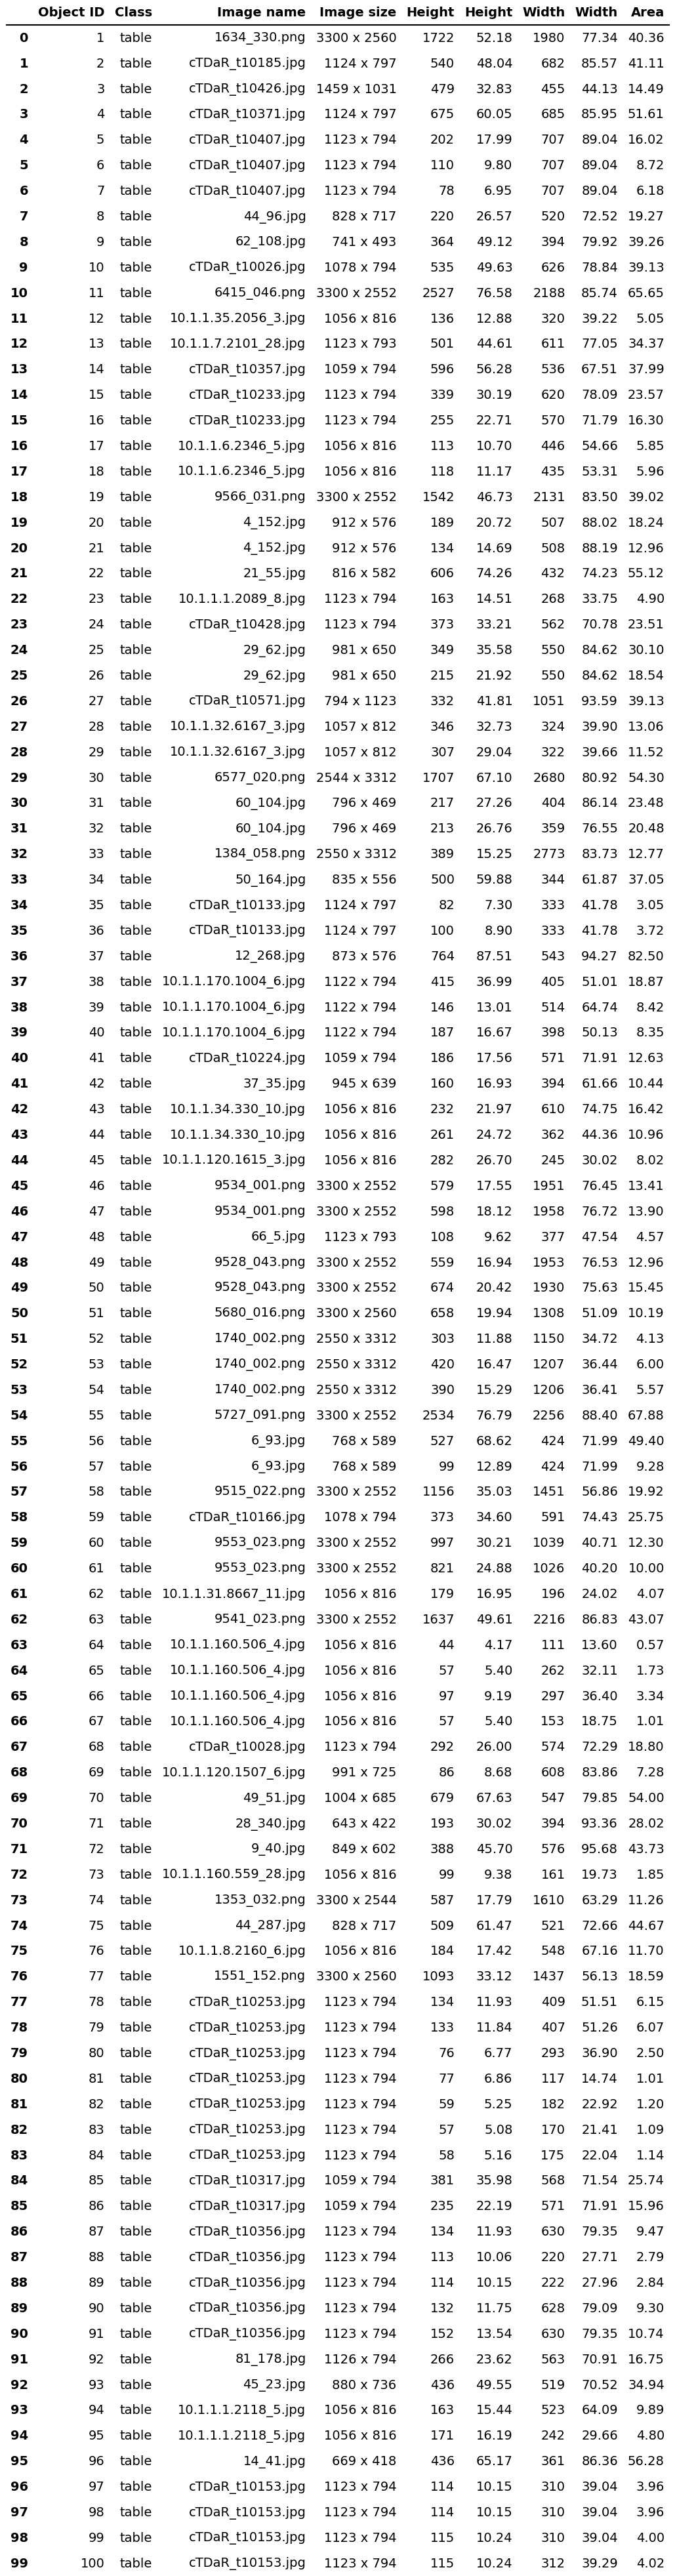 Object ID Class Image name Image size Height Height Width Width Area
0 1 table 1634_330.png 3300 x 2560 1722 52.18 1980 77.34 40.36
1 2 table cTDaR_t10185.jpg 1124 x 797 540 48.04 682 85.57 41.11
2 3 table cTDaR_t10426.jpg 1459 x 1031 479 32.83 455 44.13 14.49
3 4 table cTDaR_t10371.jpg 1124 x 797 675 60.05 685 85.95 51.61
4 5 table cTDaR_t10407.jpg 1123 x 794 202 17.99 707 89.04 16.02
5 6 table cTDaR_t10407.jpg 1123 x 794 110 9.80 707 89.04 8.72
6 7 table cTDaR_t10407.jpg 1123 x 794 78 6.95 707 89.04 6.18
7 8 table 44_96.jpg 828 x 717 220 26.57 520 72.52 19.27
8 9 table 62_108.jpg 741 x 493 364 49.12 394 79.92 39.26
9 10 table cTDaR_t10026.jpg 1078 x 794 535 49.63 626 78.84 39.13
10 11 table 6415_046.png 3300 x 2552 2527 76.58 2188 85.74 65.65
11 12 table 10.1.1.35.2056_3.jpg 1056 x 816 136 12.88 320 39.22 5.05
12 13 table 10.1.1.7.2101_28.jpg 1123 x 793 501 44.61 611 77.05 34.37
13 14 table cTDaR_t10357.jpg 1059 x 794 596 56.28 536 67.51 37.99
14 15 table cTDaR_t10233.jpg 1123 x 794 339 30.19 620 78.09 23.57
15 16 table cTDaR_t10233.jpg 1123 x 794 255 22.71 570 71.79 16.30
16 17 table 10.1.1.6.2346_5.jpg 1056 x 816 113 10.70 446 54.66 5.85
17 18 table 10.1.1.6.2346_5.jpg 1056 x 816 118 11.17 435 53.31 5.96
18 19 table 9566_031.png 3300 x 2552 1542 46.73 2131 83.50 39.02
19 20 table 4_152.jpg 912 x 576 189 20.72 507 88.02 18.24
20 21 table 4_152.jpg 912 x 576 134 14.69 508 88.19 12.96
21 22 table 21_55.jpg 816 x 582 606 74.26 432 74.23 55.12
22 23 table 10.1.1.1.2089_8.jpg 1123 x 794 163 14.51 268 33.75 4.90
23 24 table cTDaR_t10428.jpg 1123 x 794 373 33.21 562 70.78 23.51
24 25 table 29_62.jpg 981 x 650 349 35.58 550 84.62 30.10
25 26 table 29_62.jpg 981 x 650 215 21.92 550 84.62 18.54
26 27 table cTDaR_t10571.jpg 794 x 1123 332 41.81 1051 93.59 39.13
27 28 table 10.1.1.32.6167_3.jpg 1057 x 812 346 32.73 324 39.90 13.06
28 29 table 10.1.1.32.6167_3.jpg 1057 x 812 307 29.04 322 39.66 11.52
29 30 table 6577_020.png 2544 x 3312 1707 67.10 2680 80.92 54.30
30 31 table 60_104.jpg 796 x 469 217 27.26 404 86.14 23.48
31 32 table 60_104.jpg 796 x 469 213 26.76 359 76.55 20.48
32 33 table 1384_058.png 2550 x 3312 389 15.25 2773 83.73 12.77
33 34 table 50_164.jpg 835 x 556 500 59.88 344 61.87 37.05
34 35 table cTDaR_t10133.jpg 1124 x 797 82 7.30 333 41.78 3.05
35 36 table cTDaR_t10133.jpg 1124 x 797 100 8.90 333 41.78 3.72
36 37 table 12_268.jpg 873 x 576 764 87.51 543 94.27 82.50
37 38 table 10.1.1.170.1004_6.jpg 1122 x 794 415 36.99 405 51.01 18.87
38 39 table 10.1.1.170.1004_6.jpg 1122 x 794 146 13.01 514 64.74 8.42
39 40 table 10.1.1.170.1004_6.jpg 1122 x 794 187 16.67 398 50.13 8.35
40 41 table cTDaR_t10224.jpg 1059 x 794 186 17.56 571 71.91 12.63
41 42 table 37_35.jpg 945 x 639 160 16.93 394 61.66 10.44
42 43 table 10.1.1.34.330_10.jpg 1056 x 816 232 21.97 610 74.75 16.42
43 44 table 10.1.1.34.330_10.jpg 1056 x 816 261 24.72 362 44.36 10.96
44 45 table 10.1.1.120.1615_3.jpg 1056 x 816 282 26.70 245 30.02 8.02
45 46 table 9534_001.png 3300 x 2552 579 17.55 1951 76.45 13.41
46 47 table 9534_001.png 3300 x 2552 598 18.12 1958 76.72 13.90
47 48 table 66_5.jpg 1123 x 793 108 9.62 377 47.54 4.57
48 49 table 9528_043.png 3300 x 2552 559 16.94 1953 76.53 12.96
49 50 table 9528_043.png 3300 x 2552 674 20.42 1930 75.63 15.45
50 51 table 5680_016.png 3300 x 2560 658 19.94 1308 51.09 10.19
51 52 table 1740_002.png 2550 x 3312 303 11.88 1150 34.72 4.13
52 53 table 1740_002.png 2550 x 3312 420 16.47 1207 36.44 6.00
53 54 table 1740_002.png 2550 x 3312 390 15.29 1206 36.41 5.57
54 55 table 5727_091.png 3300 x 2552 2534 76.79 2256 88.40 67.88
55 56 table 6_93.jpg 768 x 589 527 68.62 424 71.99 49.40
56 57 table 6_93.jpg 768 x 589 99 12.89 424 71.99 9.28
57 58 table 9515_022.png 3300 x 2552 1156 35.03 1451 56.86 19.92
58 59 table cTDaR_t10166.jpg 1078 x 794 373 34.60 591 74.43 25.75
59 60 table 9553_023.png 3300 x 2552 997 30.21 1039 40.71 12.30
60 61 table 9553_023.png 3300 x 2552 821 24.88 1026 40.20 10.00
61 62 table 10.1.1.31.8667_11.jpg 1056 x 816 179 16.95 196 24.02 4.07
62 63 table 9541_023.png 3300 x 2552 1637 49.61 2216 86.83 43.07
63 64 table 10.1.1.160.506_4.jpg 1056 x 816 44 4.17 111 13.60 0.57
64 65 table 10.1.1.160.506_4.jpg 1056 x 816 57 5.40 262 32.11 1.73
65 66 table 10.1.1.160.506_4.jpg 1056 x 816 97 9.19 297 36.40 3.34
66 67 table 10.1.1.160.506_4.jpg 1056 x 816 57 5.40 153 18.75 1.01
67 68 table cTDaR_t10028.jpg 1123 x 794 292 26.00 574 72.29 18.80
68 69 table 10.1.1.120.1507_6.jpg 991 x 725 86 8.68 608 83.86 7.28
69 70 table 49_51.jpg 1004 x 685 679 67.63 547 79.85 54.00
70 71 table 28_340.jpg 643 x 422 193 30.02 394 93.36 28.02
71 72 table 9_40.jpg 849 x 602 388 45.70 576 95.68 43.73
72 73 table 10.1.1.160.559_28.jpg 1056 x 816 99 9.38 161 19.73 1.85
73 74 table 1353_032.png 3300 x 2544 587 17.79 1610 63.29 11.26
74 75 table 44_287.jpg 828 x 717 509 61.47 521 72.66 44.67
75 76 table 10.1.1.8.2160_6.jpg 1056 x 816 184 17.42 548 67.16 11.70
76 77 table 1551_152.png 3300 x 2560 1093 33.12 1437 56.13 18.59
77 78 table cTDaR_t10253.jpg 1123 x 794 134 11.93 409 51.51 6.15
78 79 table cTDaR_t10253.jpg 1123 x 794 133 11.84 407 51.26 6.07
79 80 table cTDaR_t10253.jpg 1123 x 794 76 6.77 293 36.90 2.50
80 81 table cTDaR_t10253.jpg 1123 x 794 77 6.86 117 14.74 1.01
81 82 table cTDaR_t10253.jpg 1123 x 794 59 5.25 182 22.92 1.20
82 83 table cTDaR_t10253.jpg 1123 x 794 57 5.08 170 21.41 1.09
83 84 table cTDaR_t10253.jpg 1123 x 794 58 5.16 175 22.04 1.14
84 85 table cTDaR_t10317.jpg 1059 x 794 381 35.98 568 71.54 25.74
85 86 table cTDaR_t10317.jpg 1059 x 794 235 22.19 571 71.91 15.96
86 87 table cTDaR_t10356.jpg 1123 x 794 134 11.93 630 79.35 9.47
87 88 table cTDaR_t10356.jpg 1123 x 794 113 10.06 220 27.71 2.79
88 89 table cTDaR_t10356.jpg 1123 x 794 114 10.15 222 27.96 2.84
89 90 table cTDaR_t10356.jpg 1123 x 794 132 11.75 628 79.09 9.30
90 91 table cTDaR_t10356.jpg 1123 x 794 152 13.54 630 79.35 10.74
91 92 table 81_178.jpg 1126 x 794 266 23.62 563 70.91 16.75
92 93 table 45_23.jpg 880 x 736 436 49.55 519 70.52 34.94
93 94 table 10.1.1.1.2118_5.jpg 1056 x 816 163 15.44 523 64.09 9.89
94 95 table 10.1.1.1.2118_5.jpg 1056 x 816 171 16.19 242 29.66 4.80
95 96 table 14_41.jpg 669 x 418 436 65.17 361 86.36 56.28
96 97 table cTDaR_t10153.jpg 1123 x 794 114 10.15 310 39.04 3.96
97 98 table cTDaR_t10153.jpg 1123 x 794 114 10.15 310 39.04 3.96
98 99 table cTDaR_t10153.jpg 1123 x 794 115 10.24 310 39.04 4.00
99 100 table cTDaR_t10153.jpg 1123 x 794 115 10.24 312 39.29 4.02